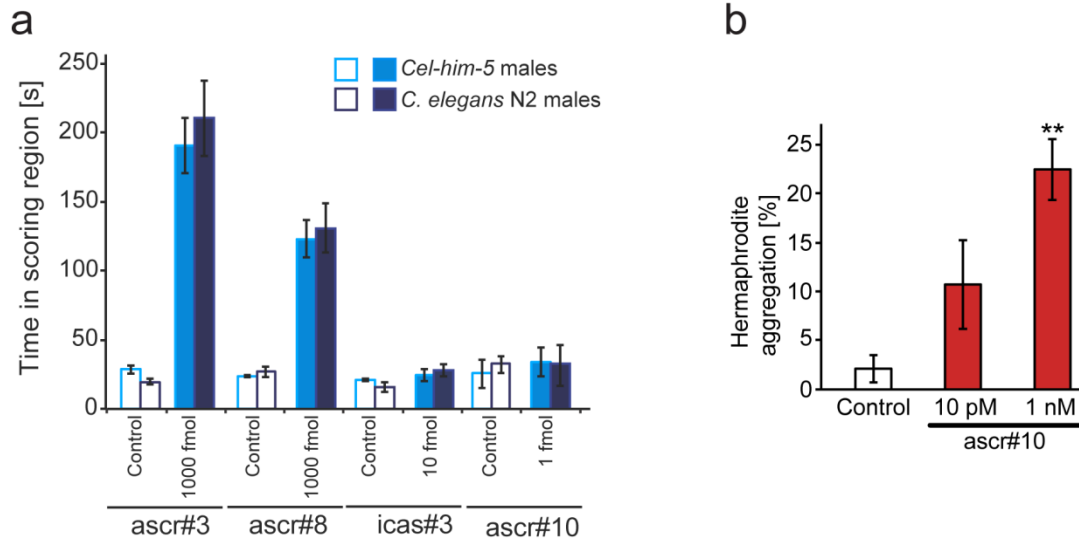 a
Time in scoring region [s]
250
200
150
100
50
0
Cel-him-5 males
C. elegans N2 males
Control
1000 fmol
Control
1000 fmol
Control
10 fmol
Control
1 fmol
ascr#3
ascr#8
icas#3
ascr#10
b
Hermaphrodite
aggregation [%]
25
20
15
10
5
0
**
Control
10 pM
1 nM
ascr#10